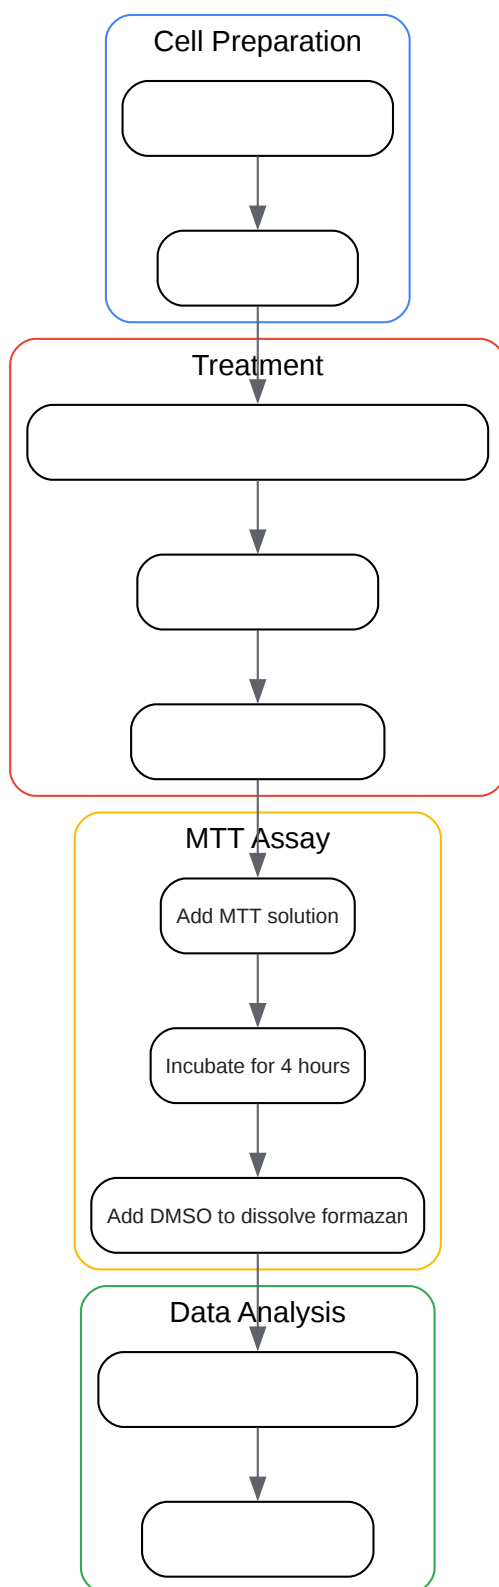 Cell Preparation
Treatment
MTT Assay
Add MTT solution
Incubate for 4 hours
Add DMSO to dissolve formazan
Data Analysis